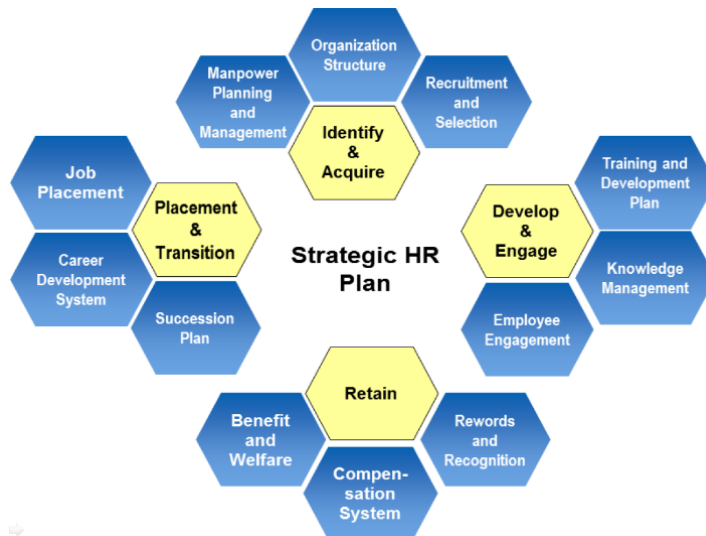 Organization
Structure
Manpower
Planning
and
Management
Recruitment
and
Selection
Identify
&
Acquire
Job
Placement
Placement
&
Transition
Career
Development
System
Succession
Plan
Training and
Development
Plan
Develop
&
Engage
Knowledge
Management
Employee
Engagement
Strategic HR
Plan
Retain
Benefit
and
Welfare
Compen-
sation
System
Rewords
and
Recognition